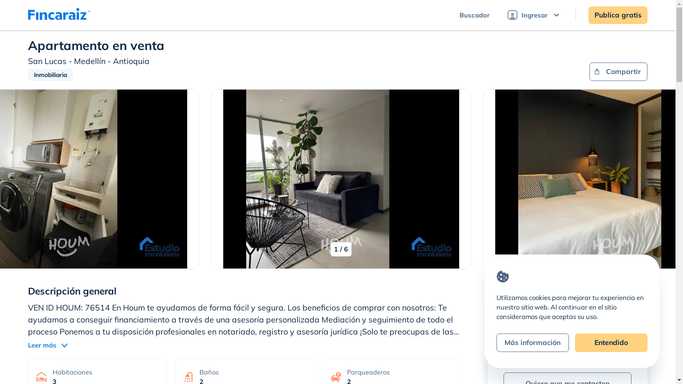 Fincaraiz
Buscador
Ingresar
Publica gratis
Apartamento en venta
San Lucas - Medellín - Antioquia
Inmobiliaria
Compartir
HOUM
Estudio
Inmobiliario
HOUM
Estudio
Inmobiliario
HOUM
1 / 6
Descripción general
VEN ID HOUM: 76514 En Houm te ayudamos de forma fácil y segura. Los beneficios de comprar con nosotros: Te
ayudamos a conseguir financiamiento a través de una asesoría personalizada Mediación y seguimiento de todo el
proceso Ponemos a tu disposición profesionales en notariado, registro y asesoría jurídica ¡Solo te preocupas de las...
Leer más
Habitaciones
3
Baños
2
Parqueaderos
2
Utilizamos cookies para mejorar tu experiencia en
nuestro sitio web. Al continuar en el sitio
consideramos que aceptas su uso.
Más información
Entendido
Quiero que me contacten